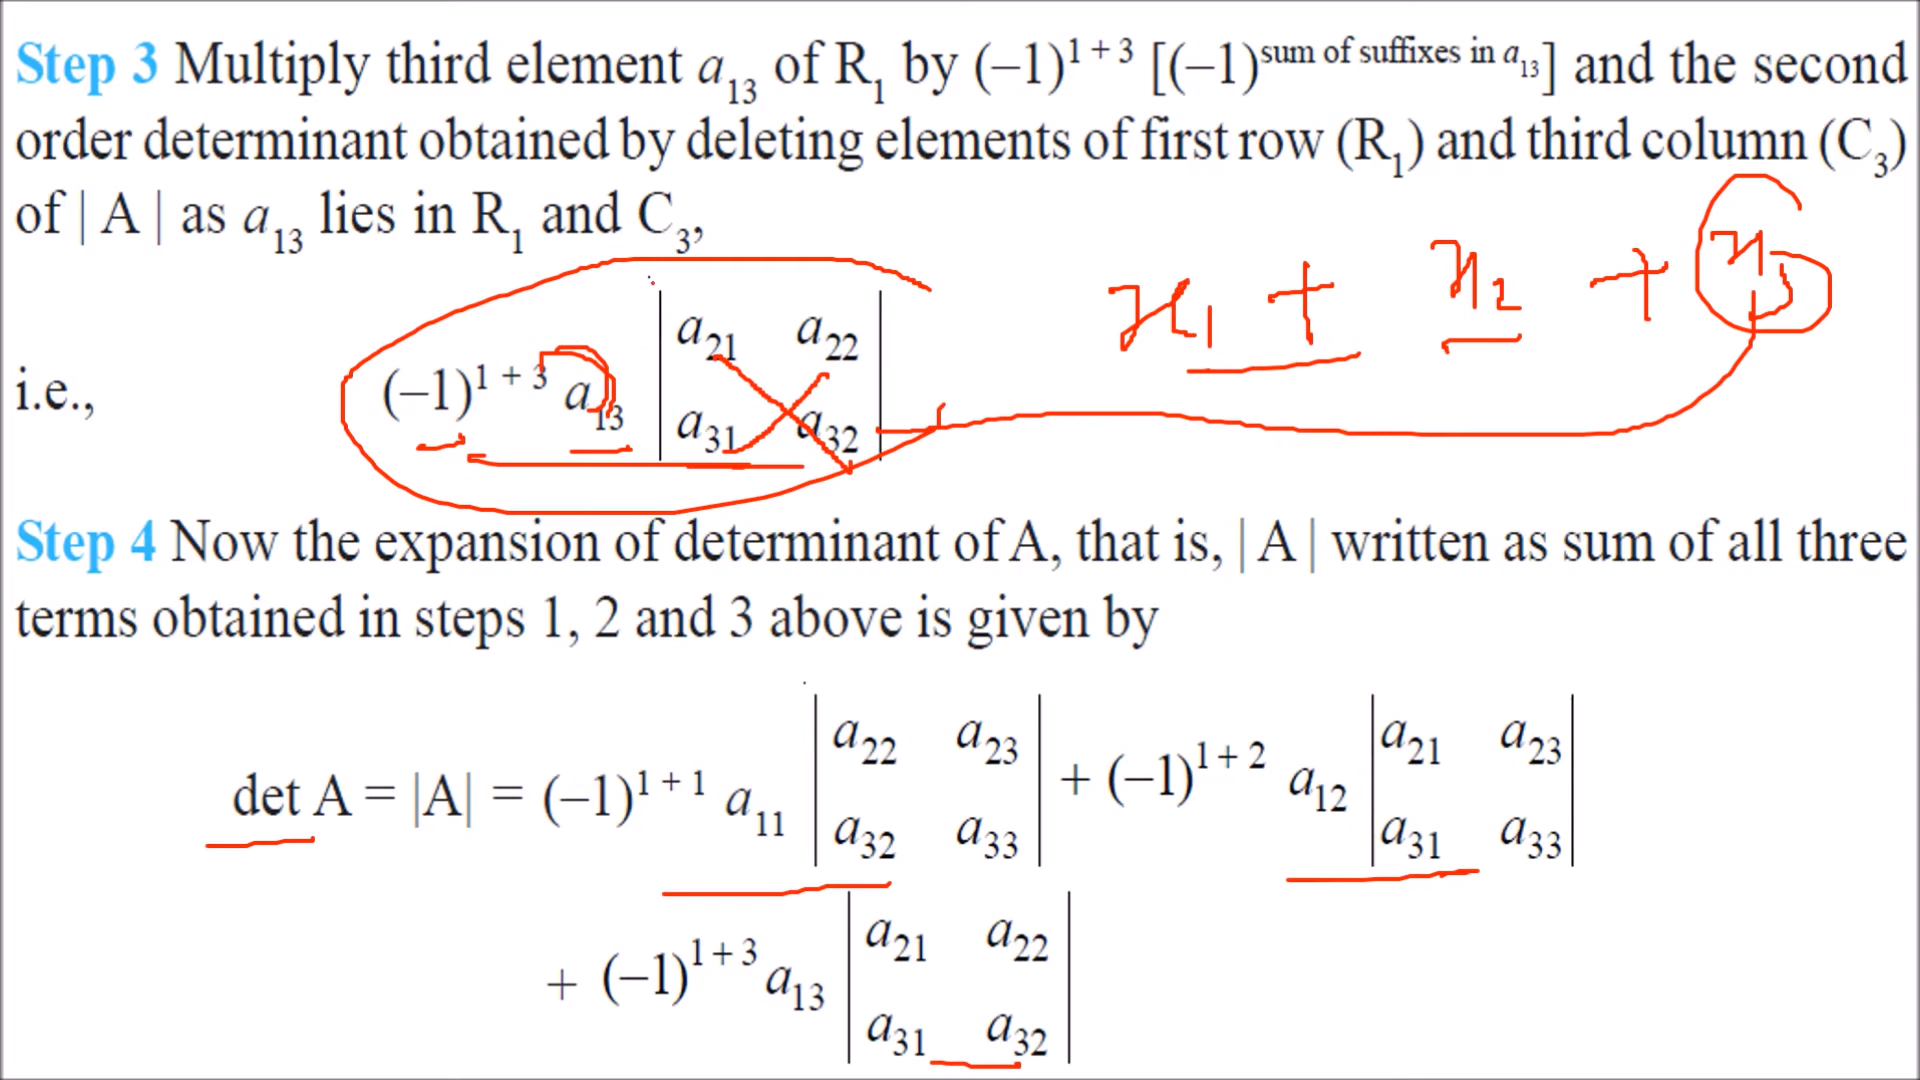 Step 3 Multiply third element a₁₃ of R₁ by (–1)¹ ⁺ ³ [(–1)^(sum of suffixes in a₁₃)] and the second
order determinant obtained by deleting elements of first row (R₁) and third column (C₃)
of | A | as a₁₃ lies in R₁ and C₃,
x₁ + x₂ + x₃
i.e., (–1)¹ ⁺ ³ a₁₃ | a₂₁ a₂₂ |
| a₃₁ a₃₂ |
Step 4 Now the expansion of determinant of A, that is, | A | written as sum of all three
terms obtained in steps 1, 2 and 3 above is given by
det A = |A| = (–1)¹ ⁺ ¹ a₁₁ | a₂₂ a₂₃ | + (–1)¹ ⁺ ² a₁₂ | a₂₁ a₂₃ |
| a₃₂ a₃₃ | | a₃₁ a₃₃ |
+ (–1)¹ ⁺ ³ a₁₃ | a₂₁ a₂₂ |
| a₃₁ a₃₂ |